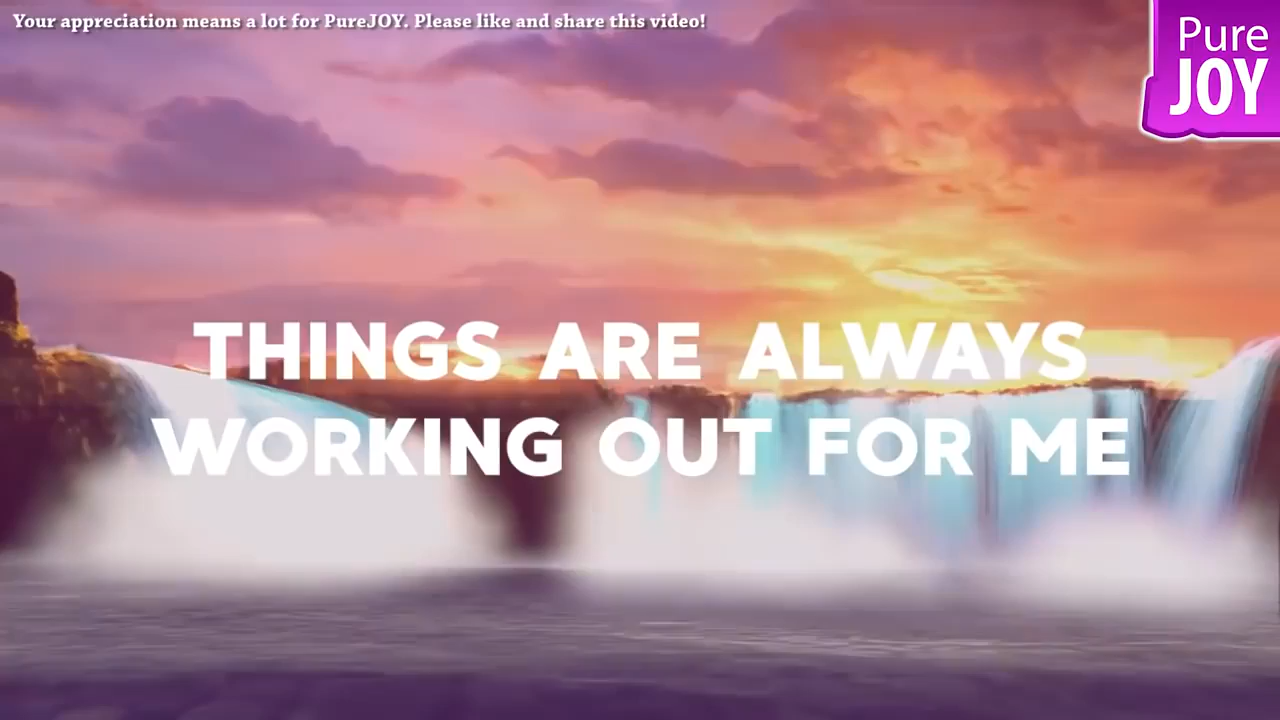 Your appreciation means a lot for PureJOY. Please like and share this video!
Pure
JOY
THINGS ARE ALWAYS
WORKING OUT FOR ME